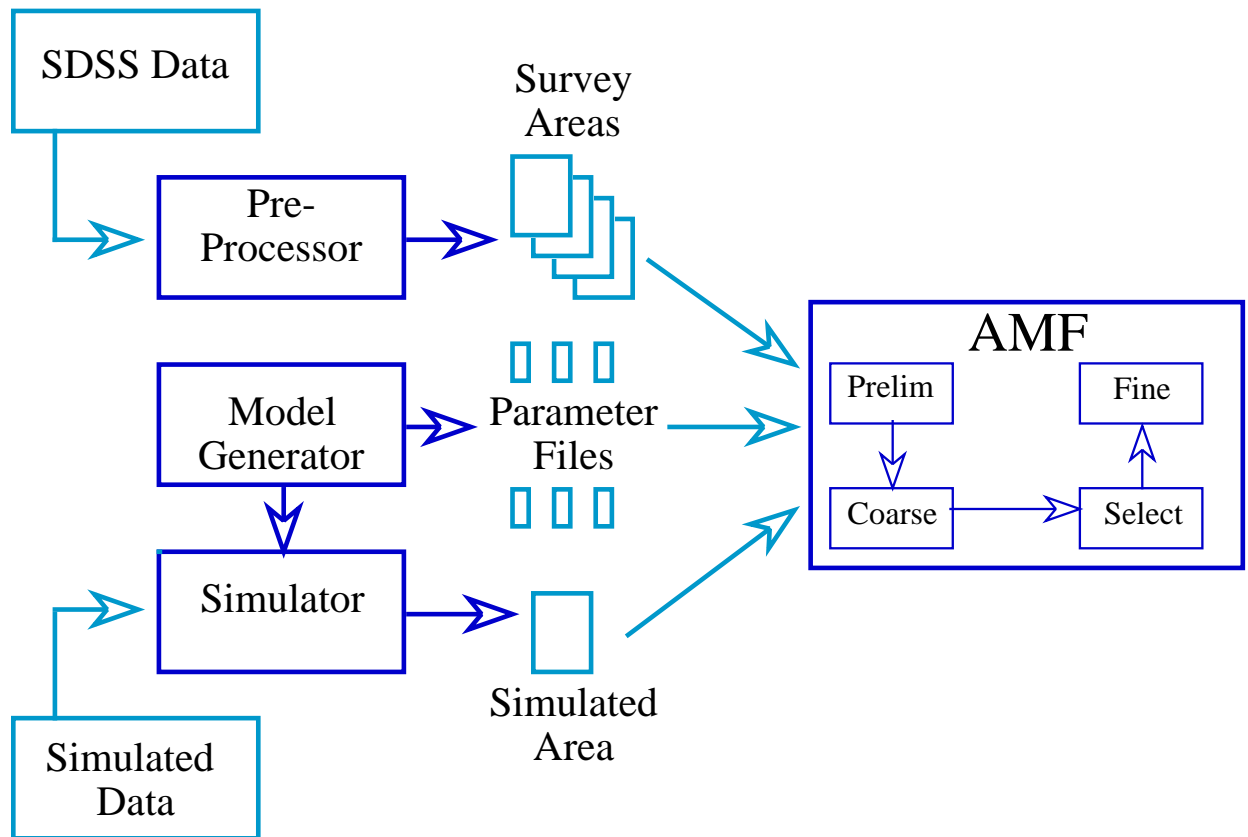 SDSS Data
Survey
Areas
Pre-
Processor
AMF
Prelim
Fine
Model
Generator
Parameter
Files
Coarse
Select
Simulator
Simulated
Area
Simulated
Data